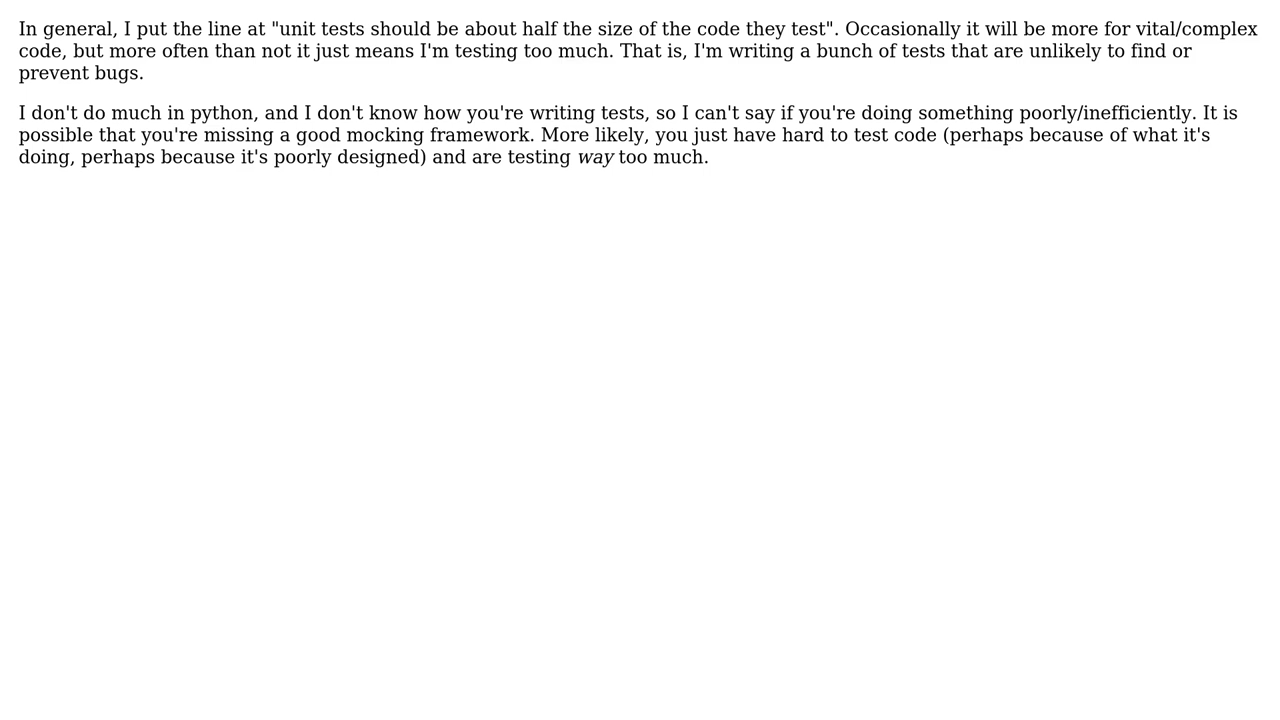 In general, I put the line at "unit tests should be about half the size of the code they test". Occasionally it will be more for vital/complex
code, but more often than not it just means I'm testing too much. That is, I'm writing a bunch of tests that are unlikely to find or
prevent bugs.
I don't do much in python, and I don't know how you're writing tests, so I can't say if you're doing something poorly/inefficiently. It is
possible that you're missing a good mocking framework. More likely, you just have hard to test code (perhaps because of what it's
doing, perhaps because it's poorly designed) and are testing way too much.